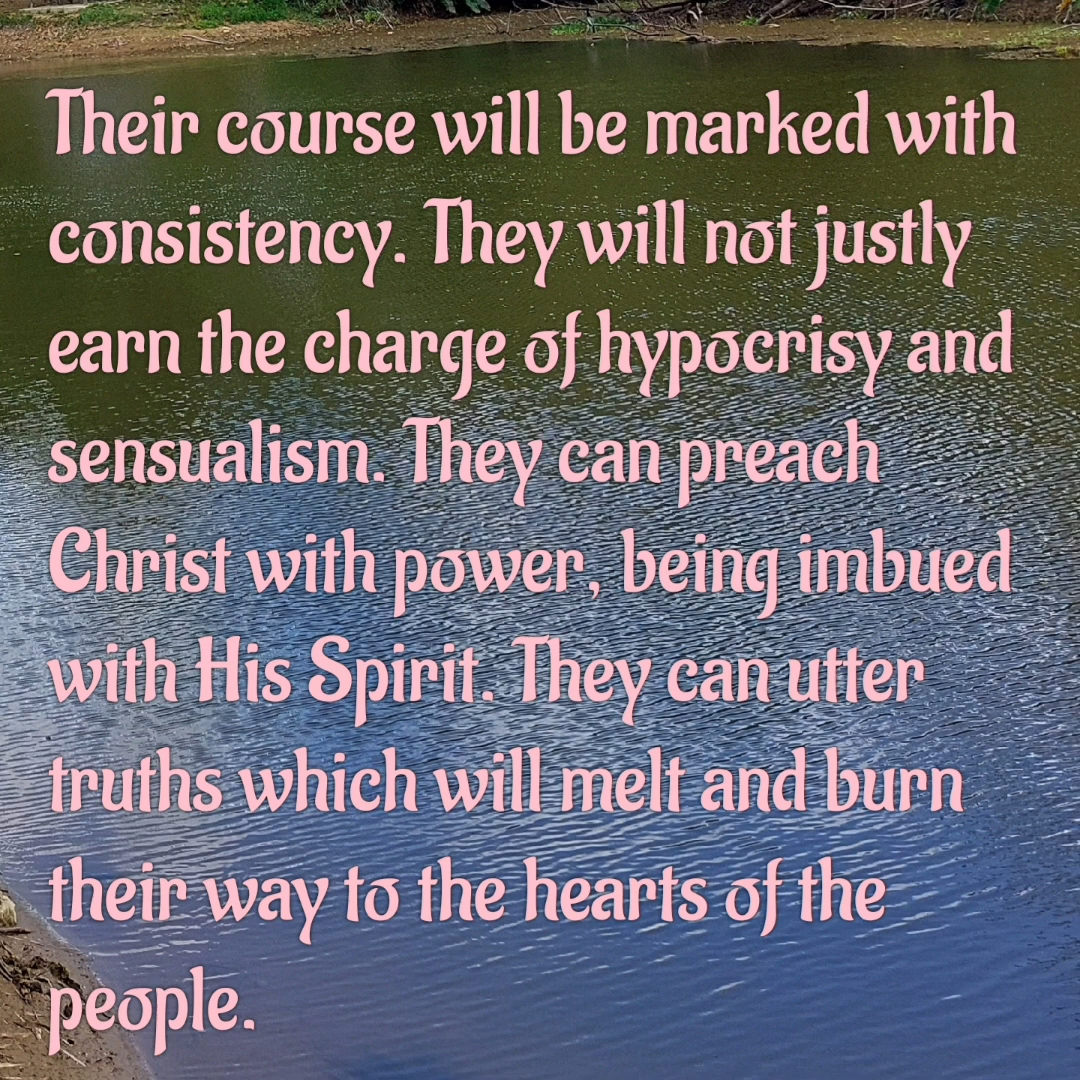 Their course will be marked with
consistency. They will not justly
earn the charge of hypocrisy and
sensualism. They can preach
Christ with power, being imbued
with His Spirit. They can utter
truths which will melt and burn
their way to the hearts of the
people.